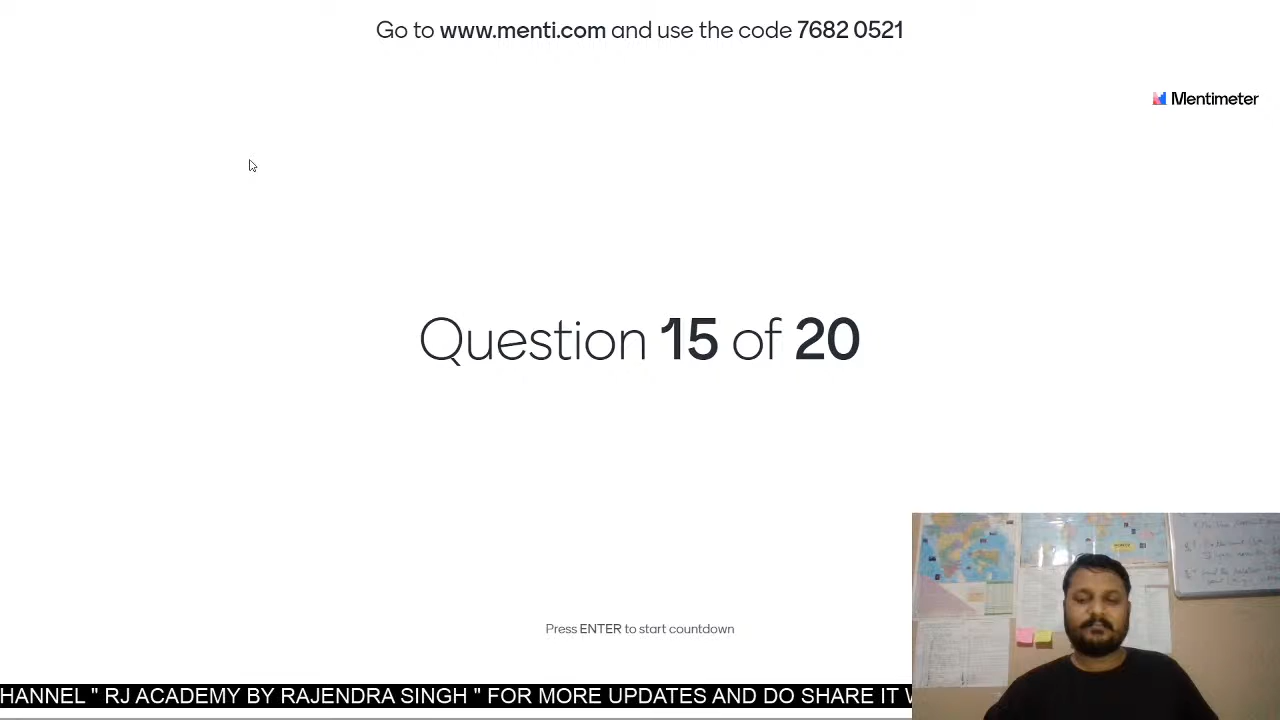 Go to www.menti.com and use the code 7682 0521
Mentimeter
Question 15 of 20
Press ENTER to start countdown
HANNEL " RJ ACADEMY BY RAJENDRA SINGH " FOR MORE UPDATES AND DO SHARE IT